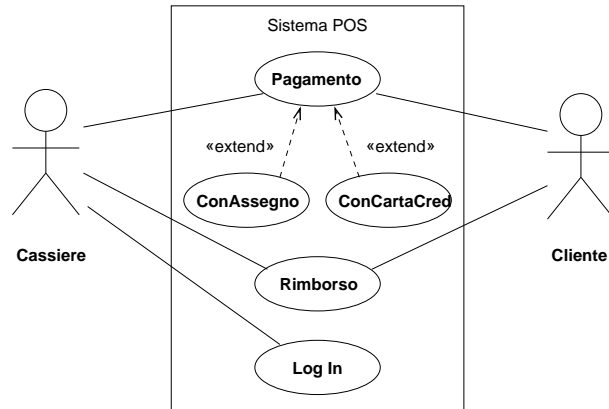 Sistema POS
Pagamento
«extend»
«extend»
ConAssegno
ConCartaCred
Cassiere
Cliente
Rimborso
Log In